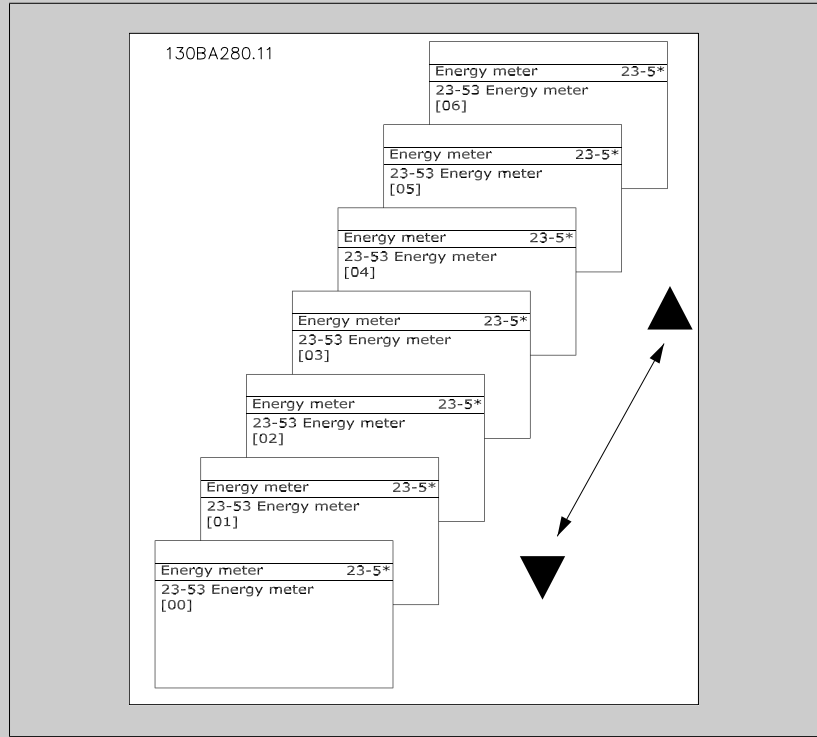 130BA280.11
Energy meter 23-5*
23-53 Energy meter
[06]
Energy meter 23-5*
23-53 Energy meter
[05]
Energy meter 23-5*
23-53 Energy meter
[04]
Energy meter 23-5*
23-53 Energy meter
[03]
Energy meter 23-5*
23-53 Energy meter
[02]
Energy meter 23-5*
23-53 Energy meter
[01]
Energy meter 23-5*
23-53 Energy meter
[00]